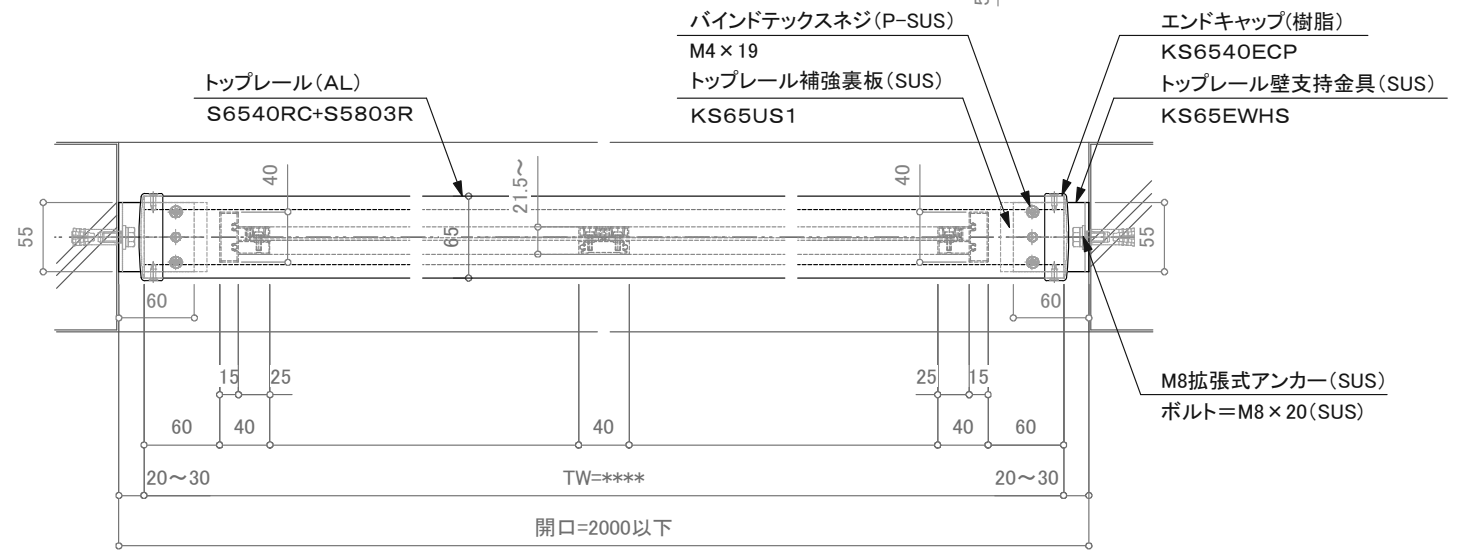 5
バインドテックスネジ(P-SUS)
M4×19
トップレール補強裏板(SUS)
KS65US1
エンドキャップ(樹脂)
KS6540ECP
トップレール壁支持金具(SUS)
KS65EWHS
トップレール(AL)
S6540RC+S5803R
40
21.5~
40
55
65
55
60
60
15
25
25
15
M8拡張式アンカー(SUS)
ボルト=M8×20(SUS)
60
40
40
40
60
20~30
TW=****
20~30
開口=2000以下